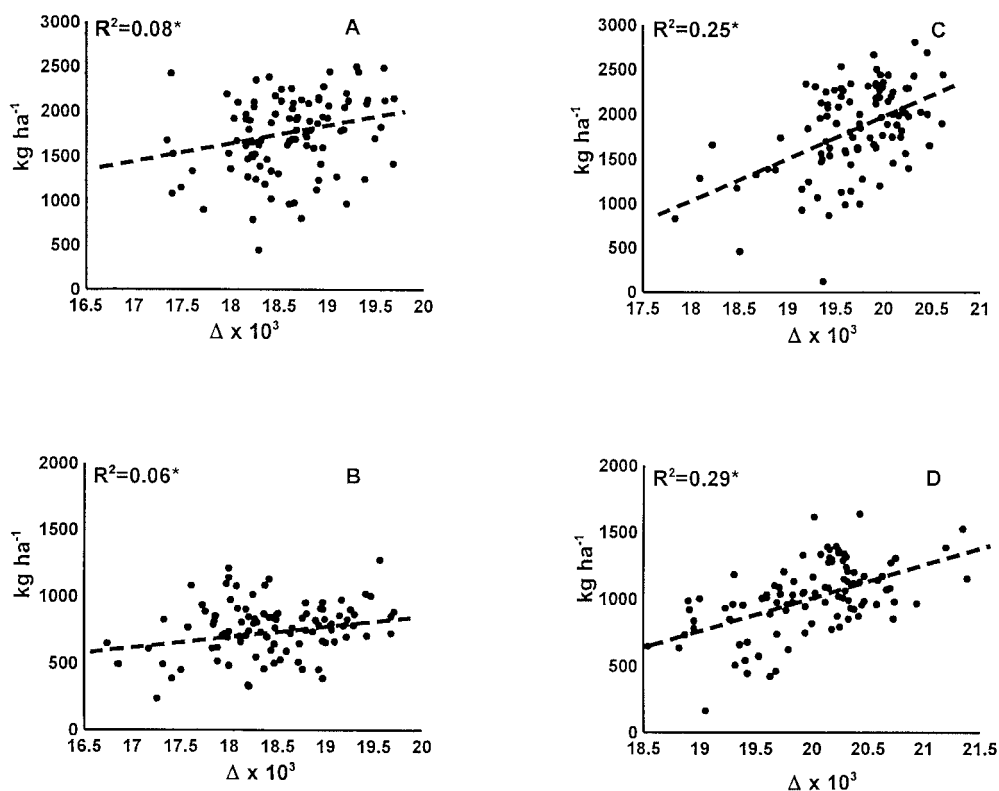 R²=0.08*
A
3000
2500
2000
1500
1000
500
0
kg ha⁻¹
16.5 17 17.5 18 18.5 19 19.5 20
Δ x 10³
R²=0.25*
C
3000
2500
2000
1500
1000
500
0
kg ha⁻¹
17.5 18 18.5 19 19.5 20 20.5 21
Δ x 10³
R²=0.06*
B
2000
1500
1000
500
0
kg ha⁻¹
16.5 17 17.5 18 18.5 19 19.5 20
Δ x 10³
R²=0.29*
D
2000
1500
1000
500
0
kg ha⁻¹
18.5 19 19.5 20 20.5 21 21.5
Δ x 10³